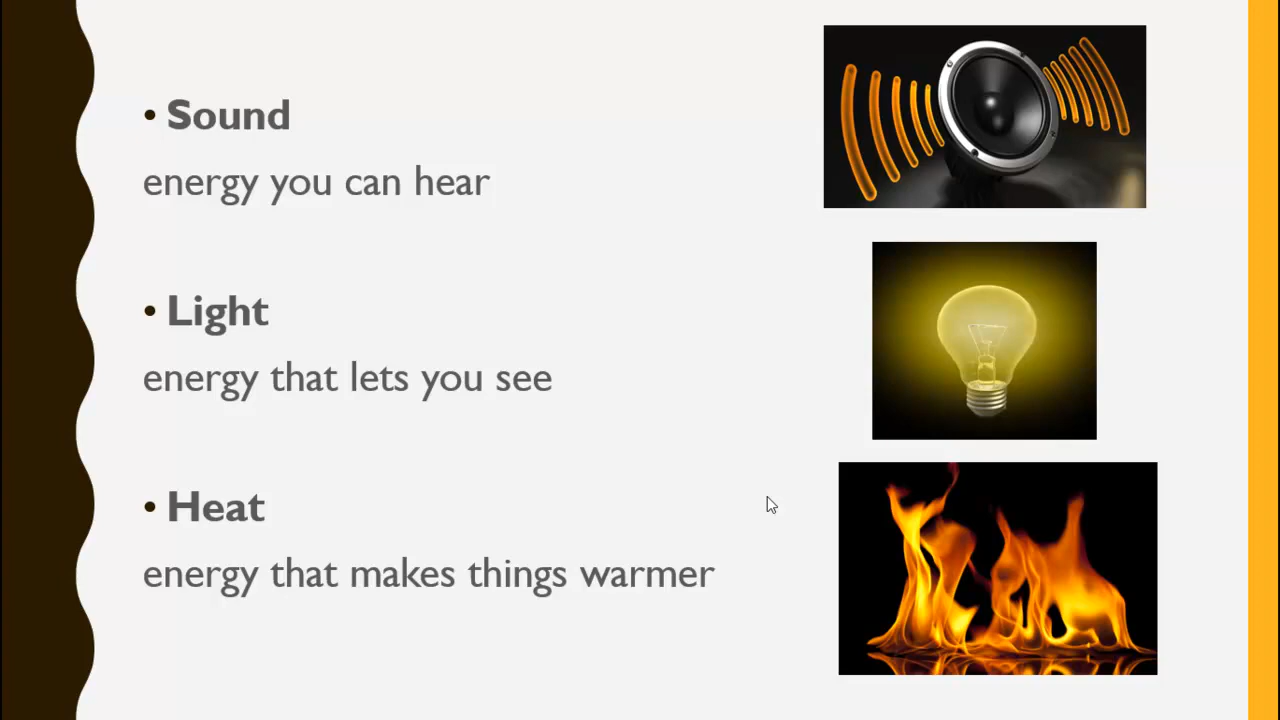 • Sound
energy you can hear
• Light
energy that lets you see
• Heat
energy that makes things warmer